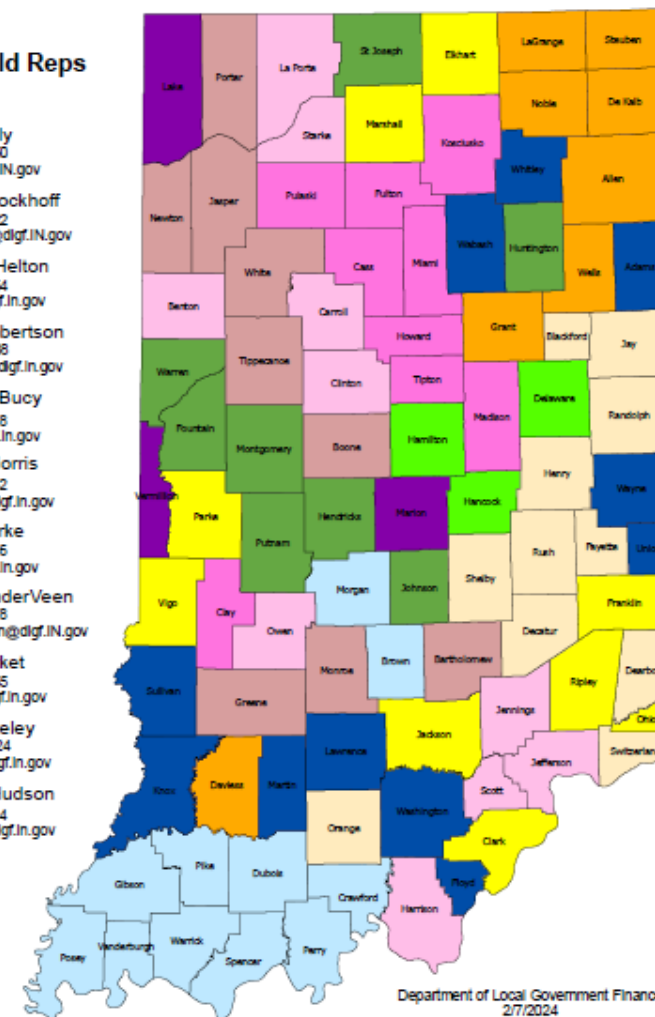 ld Reps
ly
0
IN.gov
ockhoff
2
@dlgf.IN.gov
Helton
4
f.in.gov
bertson
38
dlgf.in.gov
Bucy
8
.in.gov
orris
2
lgf.in.gov
rke
5
in.gov
nderVeen
8
n@dlgf.IN.gov
ket
5
f.in.gov
eley
24
gf.in.gov
Hudson
4
dlgf.in.gov
Lake
Porter
La Porte
St Joseph
Elkhart
LaGrange
Steuben
Noble
De Kalb
Starke
Marshall
Kosciusko
Whitley
Allen
Newton
Jasper
Pulaski
Fulton
Wabash
Huntington
Wells
Adams
White
Cass
Miami
Benton
Carroll
Howard
Grant
Blackford
Jay
Warren
Tippecanoe
Clinton
Tipton
Madison
Delaware
Randolph
Fountain
Montgomery
Boone
Hamilton
Henry
Wayne
Vermillion
Parke
Putnam
Hendricks
Marion
Hancock
Rush
Fayette
Unio
Vigo
Clay
Owen
Morgan
Johnson
Shelby
Franklin
Decatur
Sullivan
Greene
Monroe
Brown
Bartholomew
Jennings
Ripley
Dearbo
Ohio
Knox
Daviess
Martin
Lawrence
Jackson
Jefferson
Switzerlan
Scott
Orange
Washington
Clark
Floyd
Harrison
Gibson
Pike
Dubois
Crawford
Posey
Vanderburgh
Warrick
Spencer
Perry
Department of Local Government Financ
2/7/2024